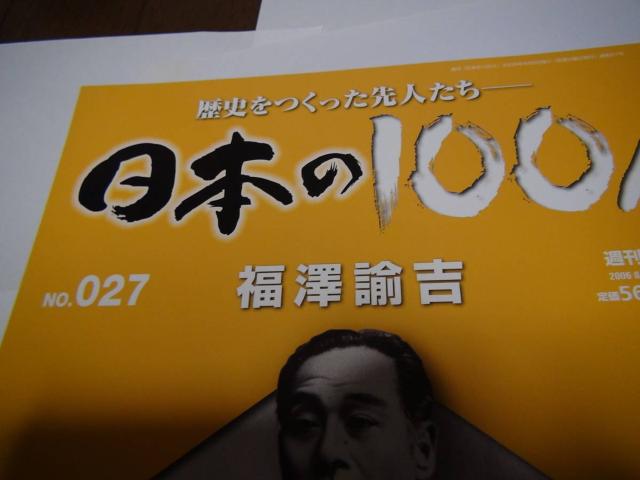 歴史をつくった先人たち──
日本の100
NO. 027
福澤諭吉
週刊
2006
定価56